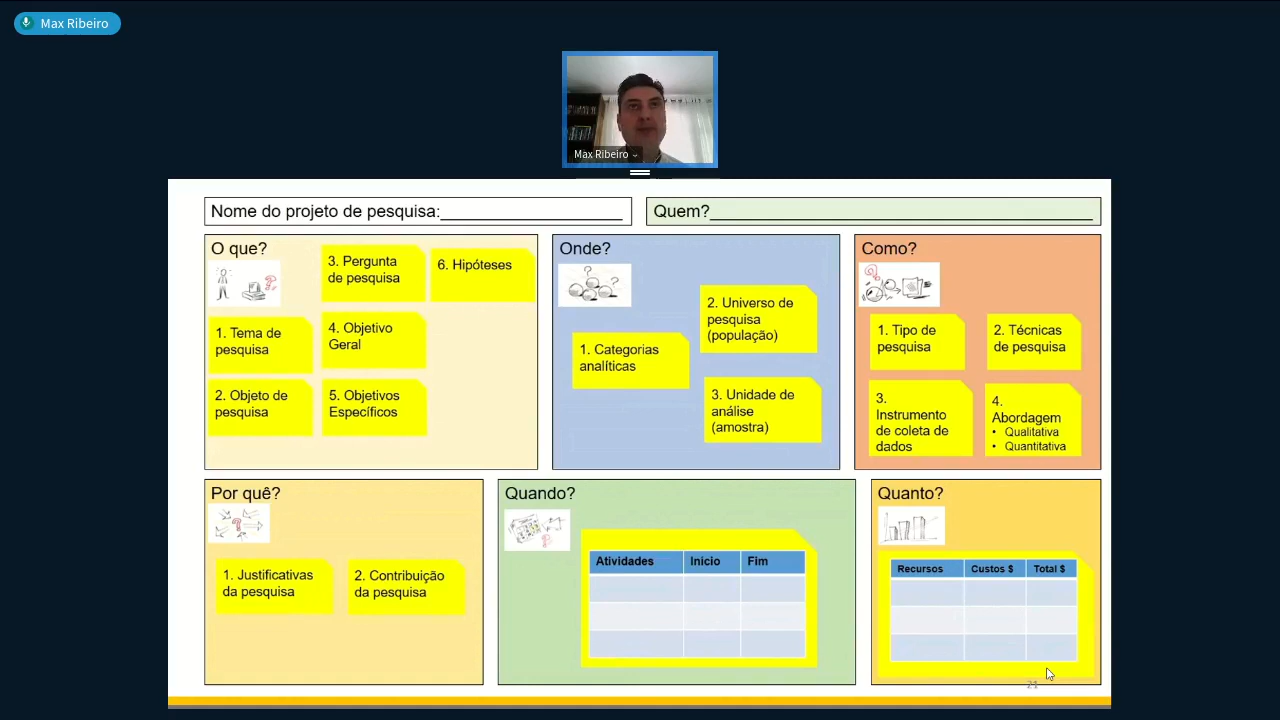 Max Ribeiro
Max Ribeiro
Nome do projeto de pesquisa:___________________
Quem?________________________________________
O que?
1. Tema de
pesquisa
2. Objeto de
pesquisa
3. Pergunta
de pesquisa
4. Objetivo
Geral
5. Objetivos
Específicos
6. Hipóteses
Onde?
1. Categorias
analíticas
2. Universo de
pesquisa
(população)
3. Unidade de
análise
(amostra)
Como?
1. Tipo de
pesquisa
2. Técnicas
de pesquisa
3.
Instrumento
de coleta de
dados
4.
Abordagem
• Qualitativa
• Quantitativa
Por quê?
1. Justificativas
da pesquisa
2. Contribuição
da pesquisa
Quando?
Atividades Início Fim
Quanto?
Recursos Custos $ Total $
21